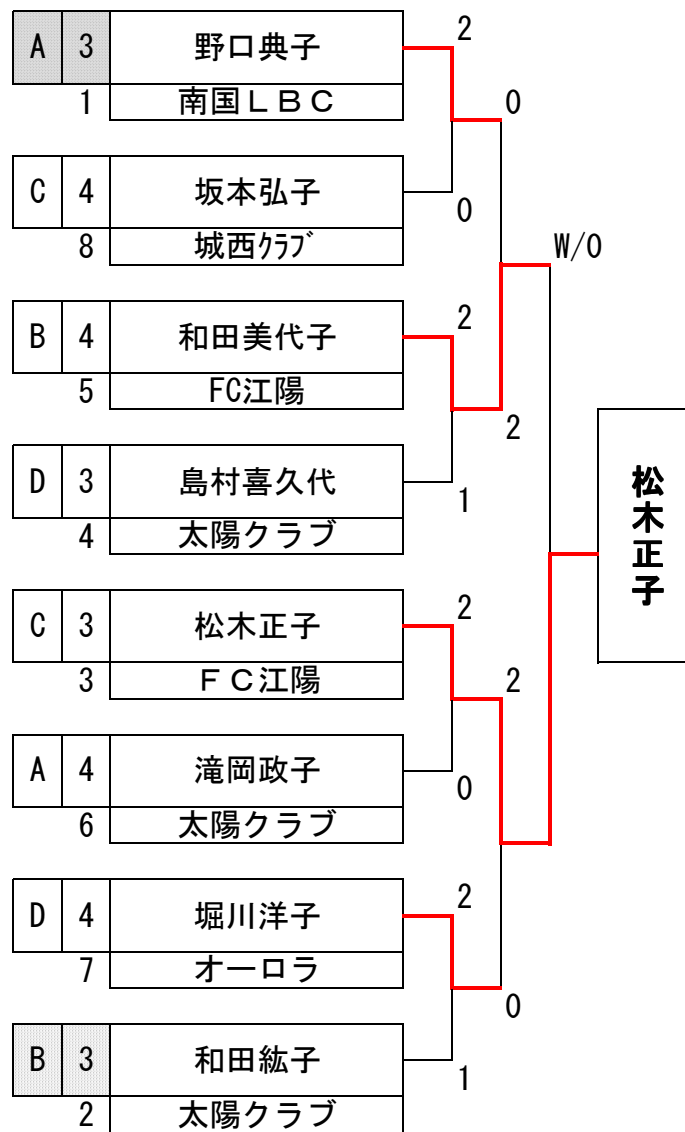 A 3 野口典子 2
1 南国ＬＢＣ 0
C 4 坂本弘子 0
8 城西ｸﾗﾌﾞ W/O
B 4 和田美代子 2
5 FC江陽 2
D 3 島村喜久代 1
4 太陽クラブ
松木正子
C 3 松木正子 2
3 ＦＣ江陽 2
A 4 滝岡政子 0
6 太陽クラブ
D 4 堀川洋子 2
7 オーロラ 0
B 3 和田紘子 1
2 太陽クラブ